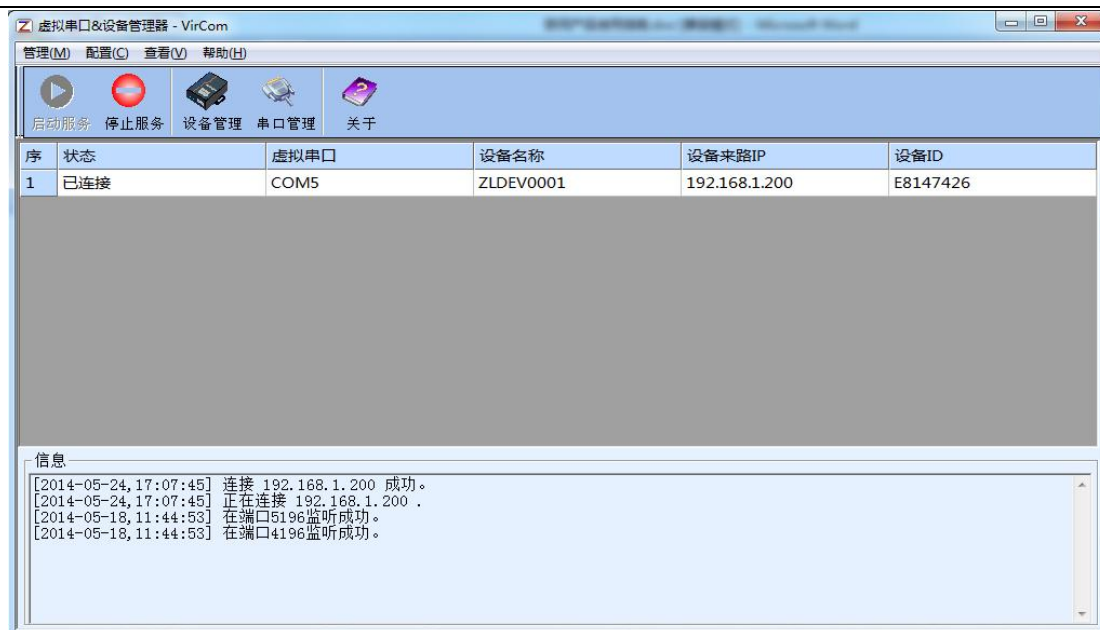 虚拟串口&设备管理器 - VirCom
管理(M) 配置(C) 查看(V) 帮助(H)
启动服务 停止服务 设备管理 串口管理 关于
序 状态 虚拟串口 设备名称 设备来路IP 设备ID
1 已连接 COM5 ZLDEV0001 192.168.1.200 E8147426
信息
[2014-05-24,17:07:45] 连接 192.168.1.200 成功。
[2014-05-24,17:07:45] 正在连接 192.168.1.200 .
[2014-05-18,11:44:53] 在端口5196监听成功。
[2014-05-18,11:44:53] 在端口4196监听成功。